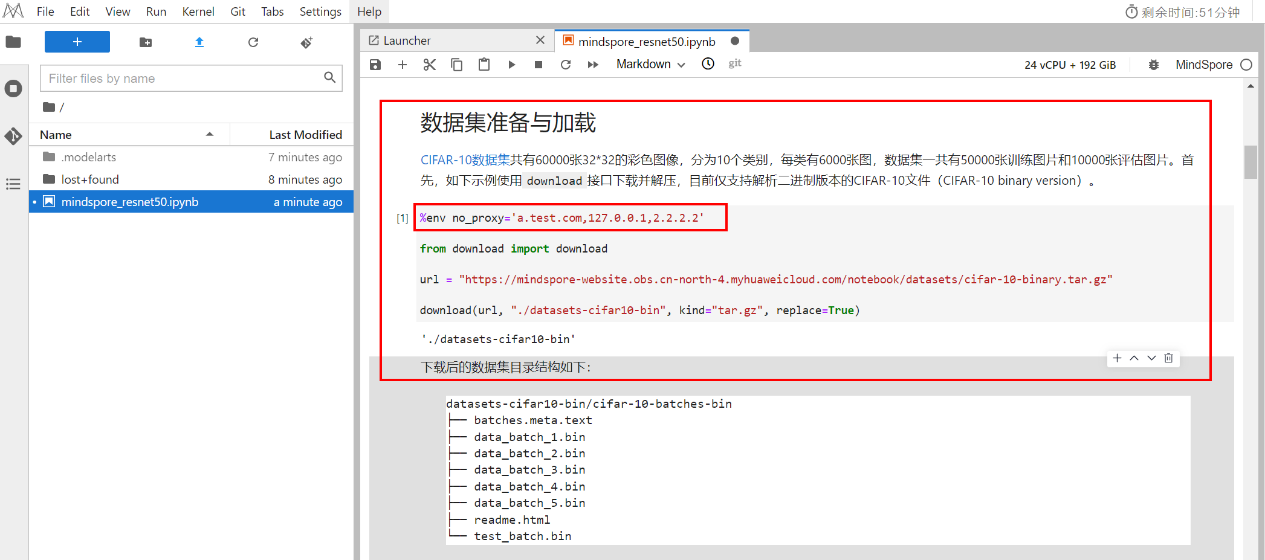 File Edit View Run Kernel Git Tabs Settings Help
剩余时间:51分钟
+
Filter files by name
/
Name Last Modified
.modelarts 7 minutes ago
lost+found 8 minutes ago
mindspore_resnet50.ipynb a minute ago
Launcher
mindspore_resnet50.ipynb
Markdown git 24 vCPU + 192 GiB MindSpore
数据集准备与加载
CIFAR-10数据集共有60000张32*32的彩色图像，分为10个类别，每类有6000张图，数据集一共有50000张训练图片和10000张评估图片。首
先，如下示例使用 download 接口下载并解压，目前仅支持解析二进制版本的CIFAR-10文件（CIFAR-10 binary version）。
[1] %env no_proxy='a.test.com,127.0.0.1,2.2.2.2'
from download import download
url = "https://mindspore-website.obs.cn-north-4.myhuaweicloud.com/notebook/datasets/cifar-10-binary.tar.gz"
download(url, "./datasets-cifar10-bin", kind="tar.gz", replace=True)
'./datasets-cifar10-bin'
下载后的数据集目录结构如下：
datasets-cifar10-bin/cifar-10-batches-bin
├── batches.meta.text
├── data_batch_1.bin
├── data_batch_2.bin
├── data_batch_3.bin
├── data_batch_4.bin
├── data_batch_5.bin
├── readme.html
└── test_batch.bin